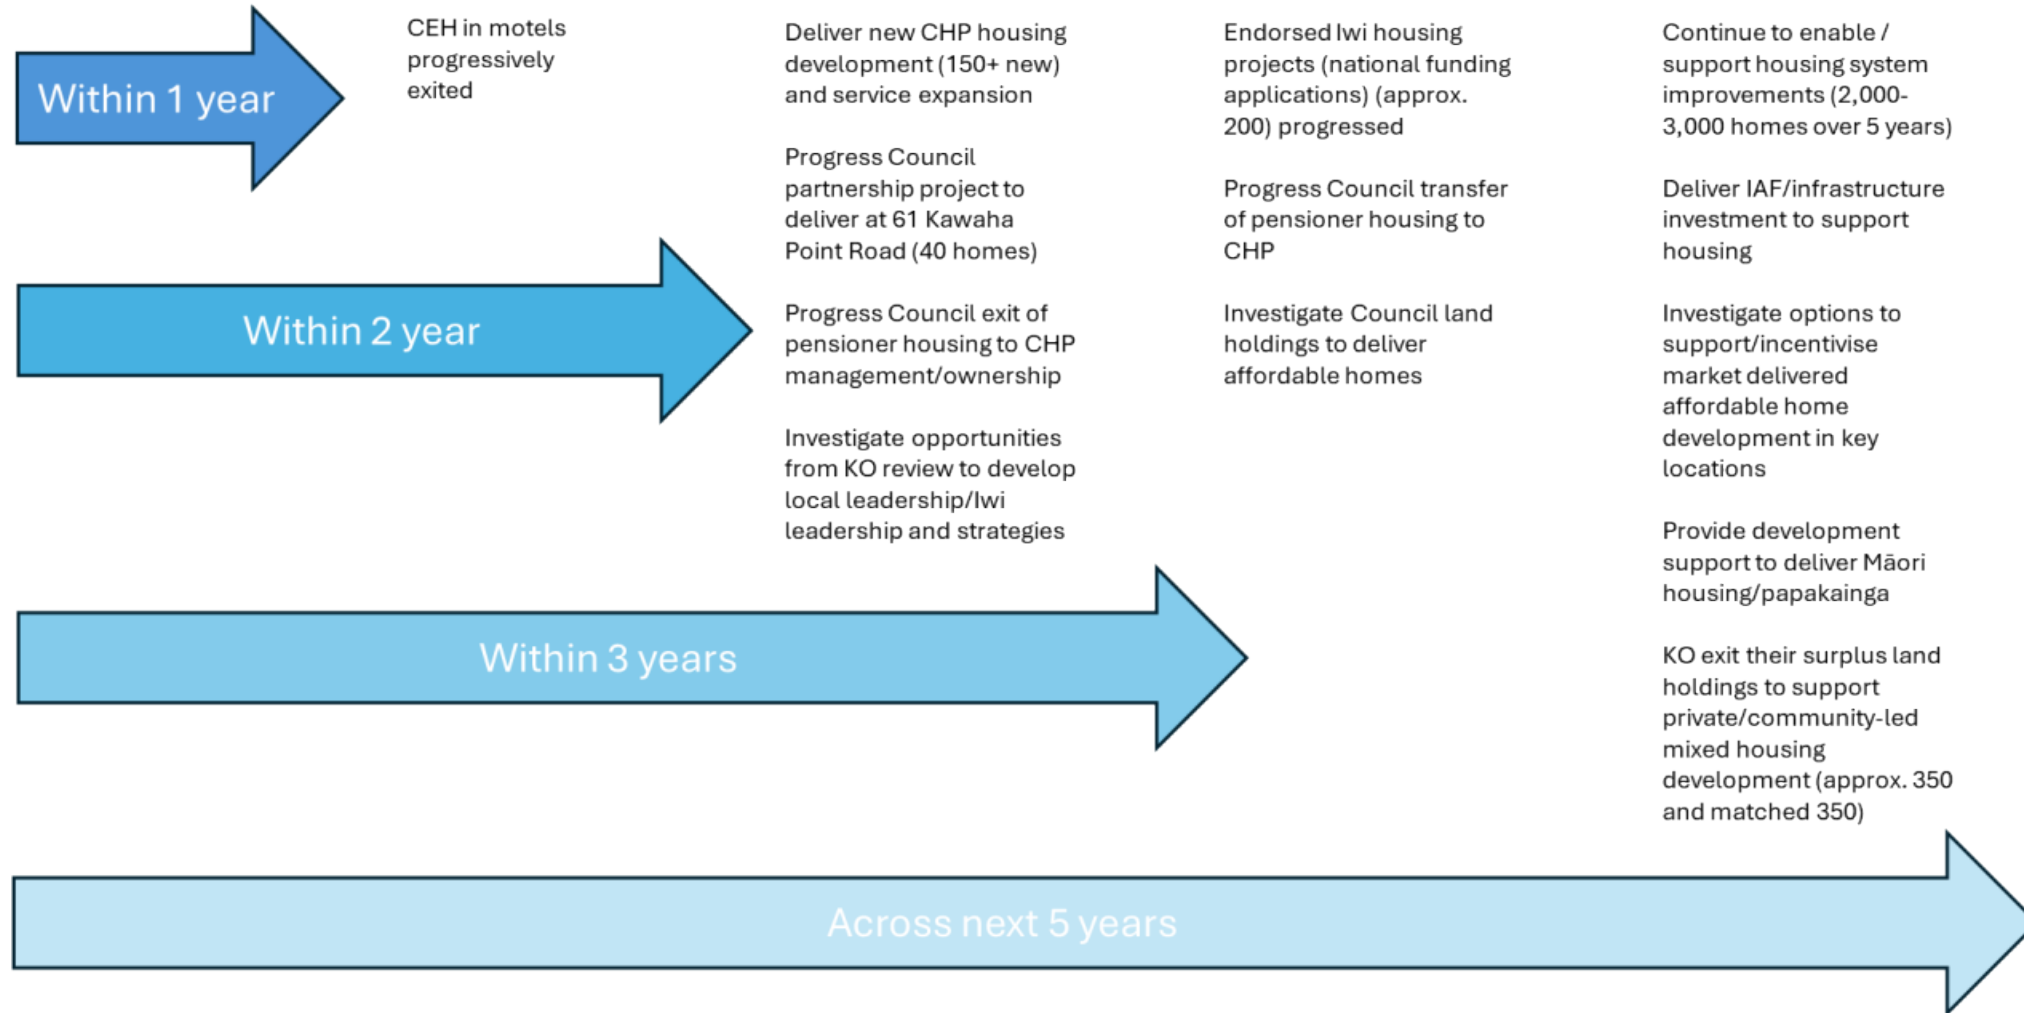 Within 1 year
CEH in motels
progressively
exited
Within 2 year
Deliver new CHP housing
development (150+ new)
and service expansion
Progress Council
partnership project to
deliver at 61 Kawaha
Point Road (40 homes)
Progress Council exit of
pensioner housing to CHP
management/ownership
Investigate opportunities
from KO review to develop
local leadership/Iwi
leadership and strategies
Within 3 years
Endorsed Iwi housing
projects (national funding
applications) (approx.
200) progressed
Progress Council transfer
of pensioner housing to
CHP
Investigate Council land
holdings to deliver
affordable homes
Across next 5 years
Continue to enable /
support housing system
improvements (2,000-
3,000 homes over 5 years)
Deliver IAF/infrastructure
investment to support
housing
Investigate options to
support/incentivise
market delivered
affordable home
development in key
locations
Provide development
support to deliver Māori
housing/papakainga
KO exit their surplus land
holdings to support
private/community-led
mixed housing
development (approx. 350
and matched 350)